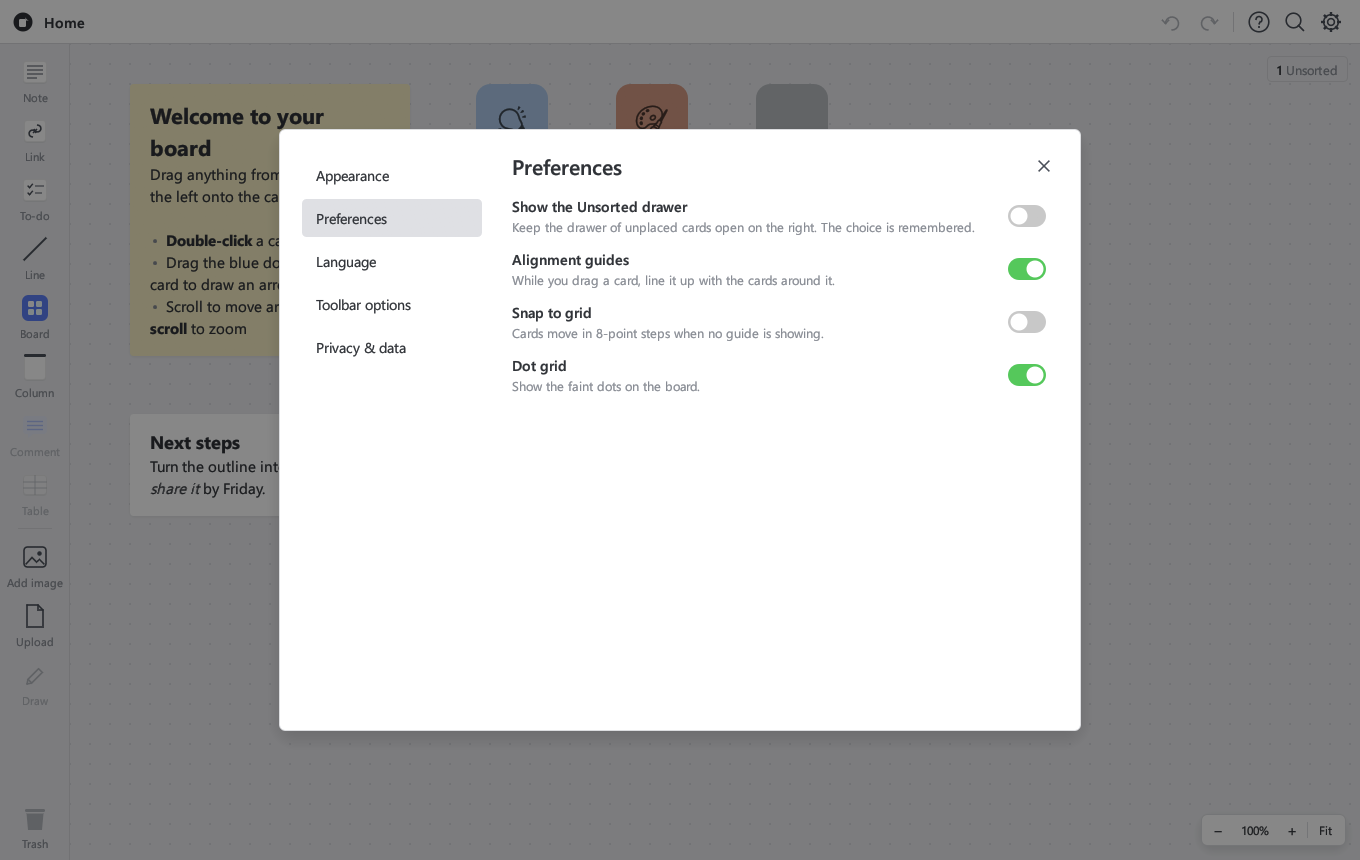 Home
1 Unsorted
Note
Link
To-do
Line
Board
Column
Comment
Table
Add image
Upload
Draw
Trash
Welcome to your
board
Drag anything from
the left onto the ca
• Double-click a ca
• Drag the blue do
card to draw an arr
• Scroll to move ar
scroll to zoom
Next steps
Turn the outline int
share it by Friday.
Appearance
Preferences
Language
Toolbar options
Privacy & data
Preferences
Show the Unsorted drawer
Keep the drawer of unplaced cards open on the right. The choice is remembered.
Alignment guides
While you drag a card, line it up with the cards around it.
Snap to grid
Cards move in 8-point steps when no guide is showing.
Dot grid
Show the faint dots on the board.
− 100% + Fit